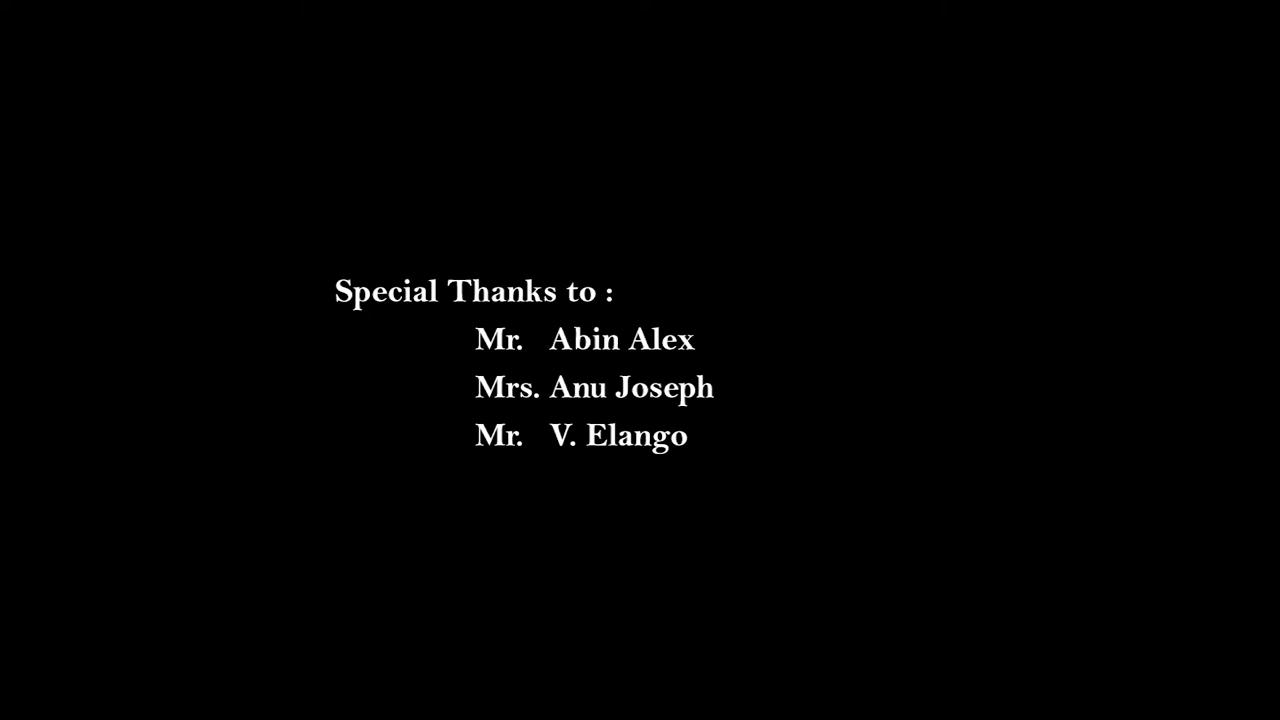 Special Thanks to :
Mr. Abin Alex
Mrs. Anu Joseph
Mr. V. Elango